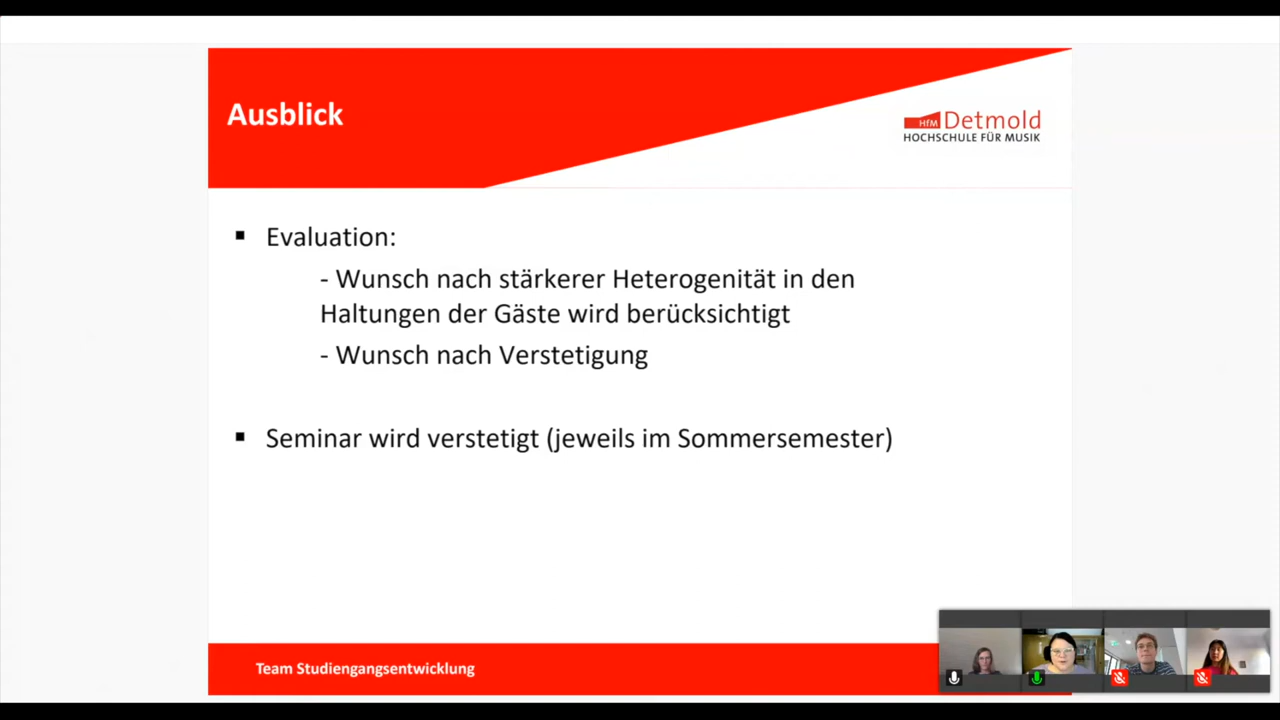 Ausblick
HfM Detmold
HOCHSCHULE FÜR MUSIK
▪ Evaluation:
- Wunsch nach stärkerer Heterogenität in den
Haltungen der Gäste wird berücksichtigt
- Wunsch nach Verstetigung
▪ Seminar wird verstetigt (jeweils im Sommersemester)
Team Studiengangsentwicklung